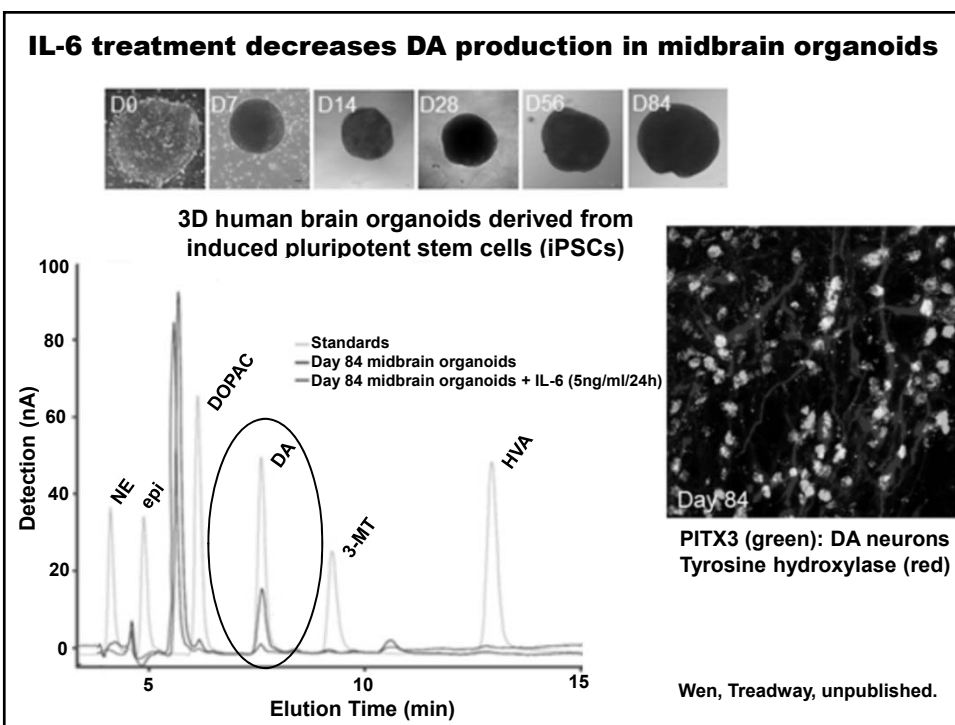 IL-6 treatment decreases DA production in midbrain organoids
D0
D7
D14
D28
D56
D84
3D human brain organoids derived from
induced pluripotent stem cells (iPSCs)
100
80
60
40
20
0
Detection (nA)
Standards
Day 84 midbrain organoids
Day 84 midbrain organoids + IL-6 (5ng/ml/24h)
NE
epi
DOPAC
DA
3-MT
HVA
5
10
15
Elution Time (min)
Day 84
PITX3 (green): DA neurons
Tyrosine hydroxylase (red)
Wen, Treadway, unpublished.